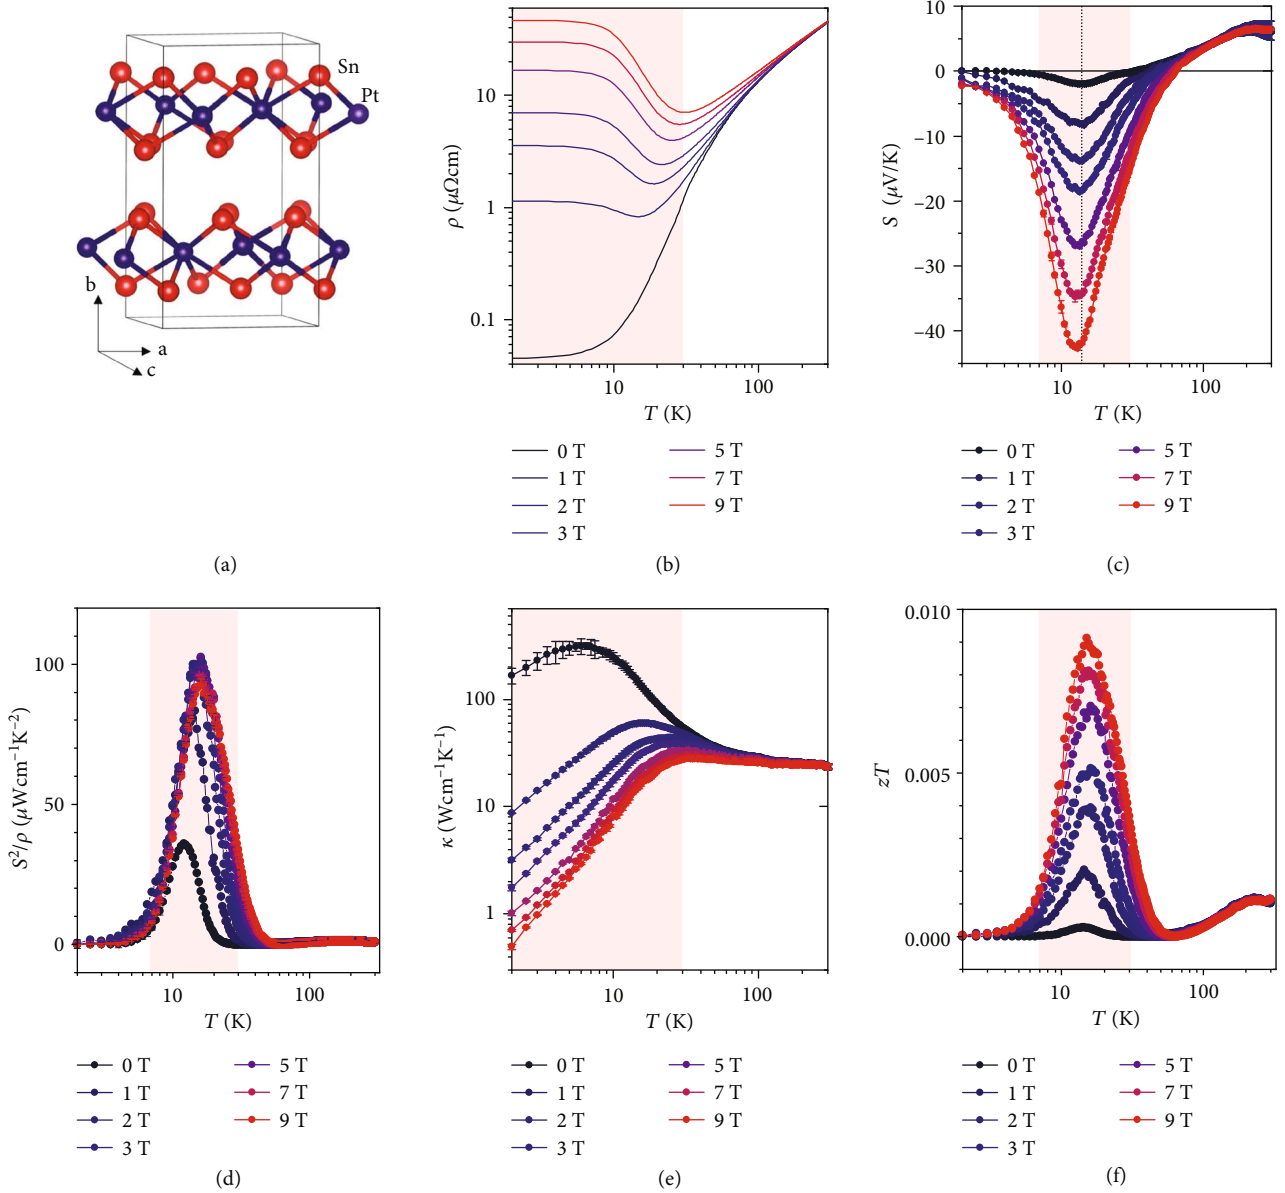 Sn
Pt
b
a
c
(a)
10
1
0.1
ρ (μΩcm)
10
100
T (K)
0 T
1 T
2 T
3 T
5 T
7 T
9 T
(b)
10
0
−10
−20
−30
−40
S (μV/K)
10
100
T (K)
0 T
1 T
2 T
3 T
5 T
7 T
9 T
(c)
100
50
0
S²/ρ (μWcm⁻¹K⁻²)
10
100
T (K)
0 T
1 T
2 T
3 T
5 T
7 T
9 T
(d)
100
10
1
κ (Wcm⁻¹K⁻¹)
10
100
T (K)
0 T
1 T
2 T
3 T
5 T
7 T
9 T
(e)
0.010
0.005
0.000
zT
10
100
T (K)
0 T
1 T
2 T
3 T
5 T
7 T
9 T
(f)